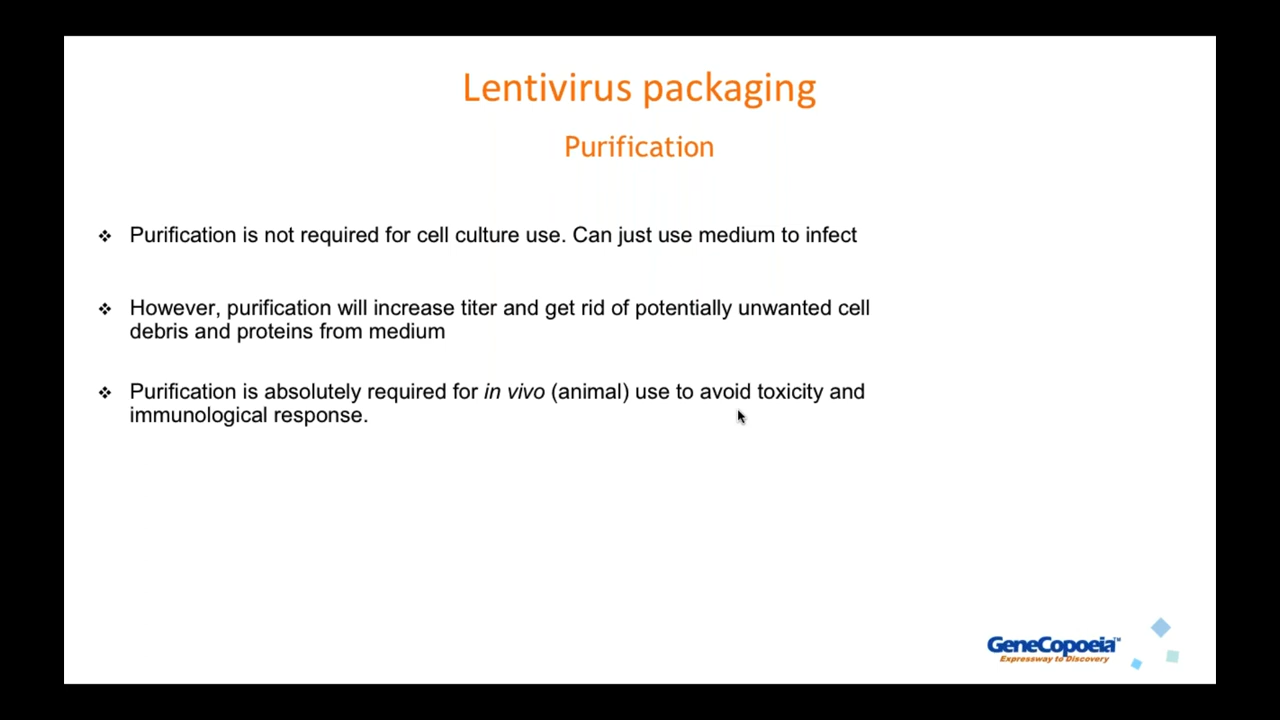 Lentivirus packaging
Purification
❖ Purification is not required for cell culture use. Can just use medium to infect
❖ However, purification will increase titer and get rid of potentially unwanted cell
debris and proteins from medium
❖ Purification is absolutely required for in vivo (animal) use to avoid toxicity and
immunological response.
GeneCopoeia™
Expressway to Discovery